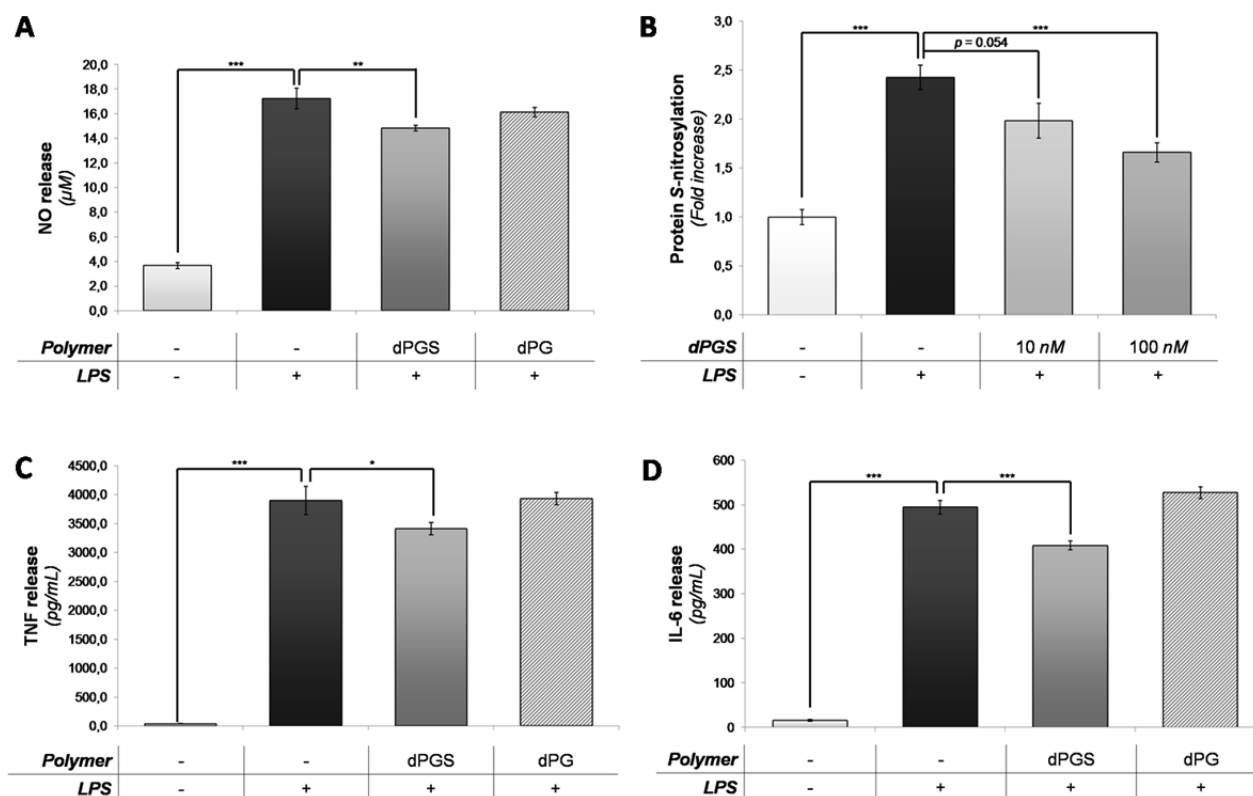 A
NO release
(µM)
20,0
18,0
16,0
14,0
12,0
10,0
8,0
6,0
4,0
2,0
0,0
*** **
Polymer - - dPGS dPG
LPS - + + +
B
Protein S-nitrosylation
(Fold increase)
3,0
2,5
2,0
1,5
1,0
0,5
0,0
*** ***
p = 0.054
dPGS - - 10 nM 100 nM
LPS - + + +
C
TNF release
(pg/mL)
4500,0
4000,0
3500,0
3000,0
2500,0
2000,0
1500,0
1000,0
500,0
0,0
*** *
Polymer - - dPGS dPG
LPS - + + +
D
IL-6 release
(pg/mL)
600
500
400
300
200
100
0
*** ***
Polymer - - dPGS dPG
LPS - + + +